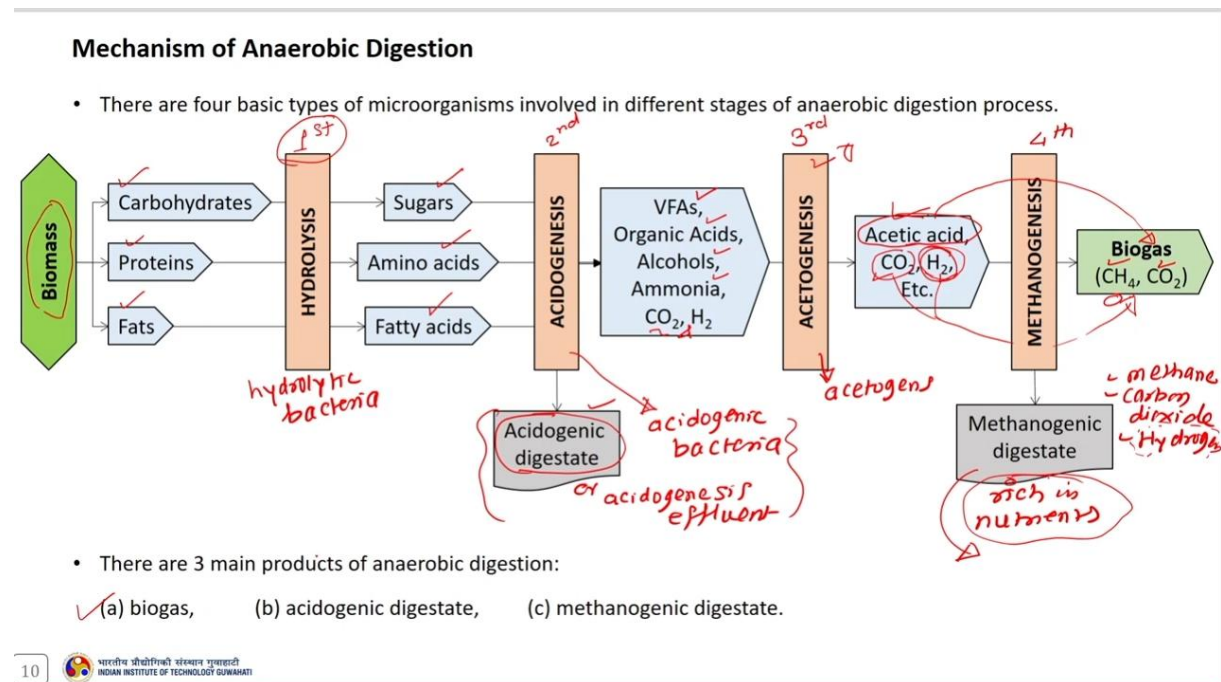 Mechanism of Anaerobic Digestion
• There are four basic types of microorganisms involved in different stages of anaerobic digestion process.
1st
2nd
3rd
4th
Biomass
Carbohydrates
Proteins
Fats
HYDROLYSIS
hydrolytic
bacteria
Sugars
Amino acids
Fatty acids
ACIDOGENESIS
VFAs,
Organic Acids,
Alcohols,
Ammonia,
CO₂, H₂
ACETOGENESIS
acetogens
Acetic acid,
CO₂, H₂,
Etc.
METHANOGENESIS
Biogas
(CH₄, CO₂)
methane
Carbon
dioxide
Hydrogen
Acidogenic
digestate
acidogenic
bacteria
or acidogenesis
effluent
Methanogenic
digestate
rich in
nutrients
• There are 3 main products of anaerobic digestion:
(a) biogas, (b) acidogenic digestate, (c) methanogenic digestate.
10
भारतीय प्रौद्योगिकी संस्थान गुवाहाटी
INDIAN INSTITUTE OF TECHNOLOGY GUWAHATI